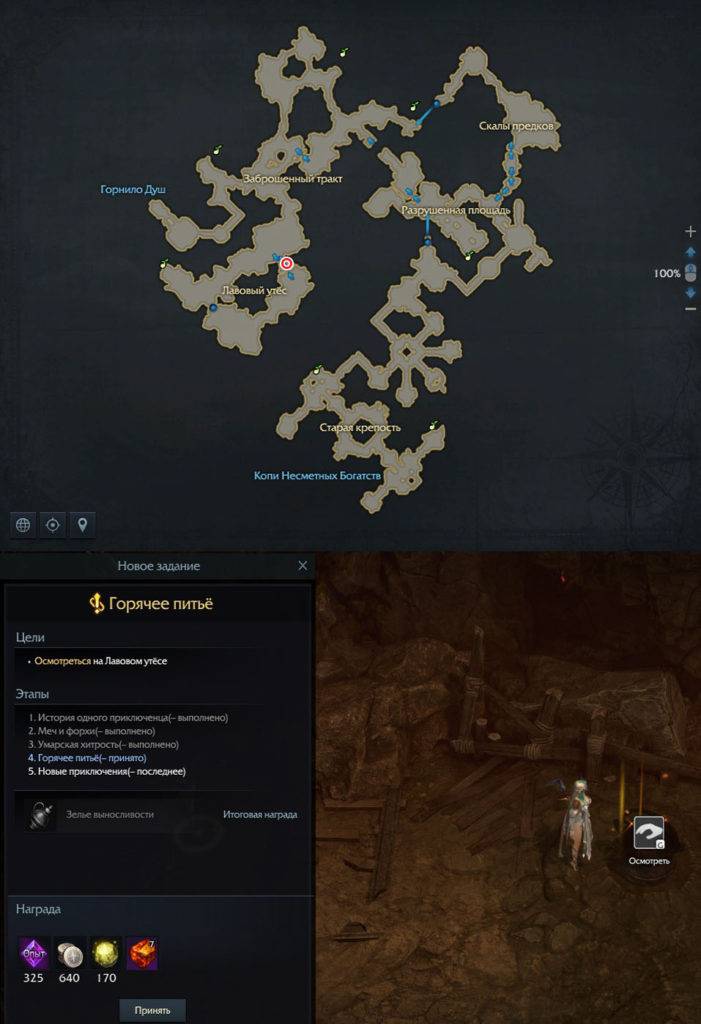 Скалы предков
Заброшенный тракт
Горнило Душ
Разрушенная площадь
100%
Лавовый утёс
Старая крепость
Копи Несметных Богатств
Новое задание
Горячее питьё
Цели
• Осмотреться на Лавовом утёсе
Этапы
1. История одного приключенца(– выполнено)
2. Меч и форхи(– выполнено)
3. Умарская хитрость(– выполнено)
4. Горячее питьё(– принято)
5. Новые приключения(– последнее)
Зелье выносливости Итоговая награда
G
Осмотреть
Награда
Опыт 7
325 640 170
Принять